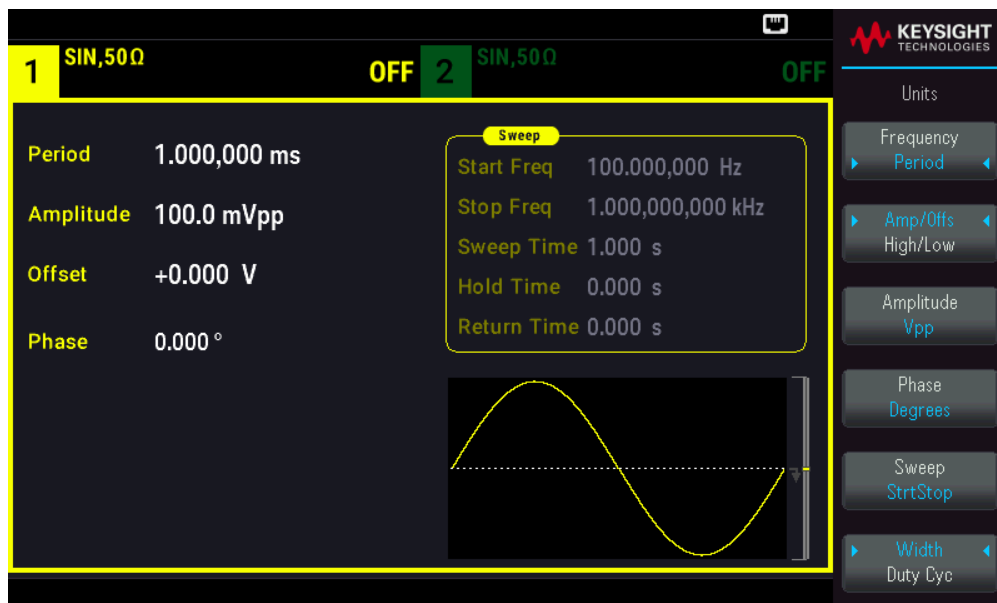 KEYSIGHT
TECHNOLOGIES
1 SIN,50Ω OFF 2 SIN,50Ω OFF
Units
Period 1.000,000 ms
Amplitude 100.0 mVpp
Offset +0.000 V
Phase 0.000 °
Sweep
Start Freq 100.000,000 Hz
Stop Freq 1.000,000,000 kHz
Sweep Time 1.000 s
Hold Time 0.000 s
Return Time 0.000 s
Frequency
Period
Amp/Offs
High/Low
Amplitude
Vpp
Phase
Degrees
Sweep
StrtStop
Width
Duty Cyc